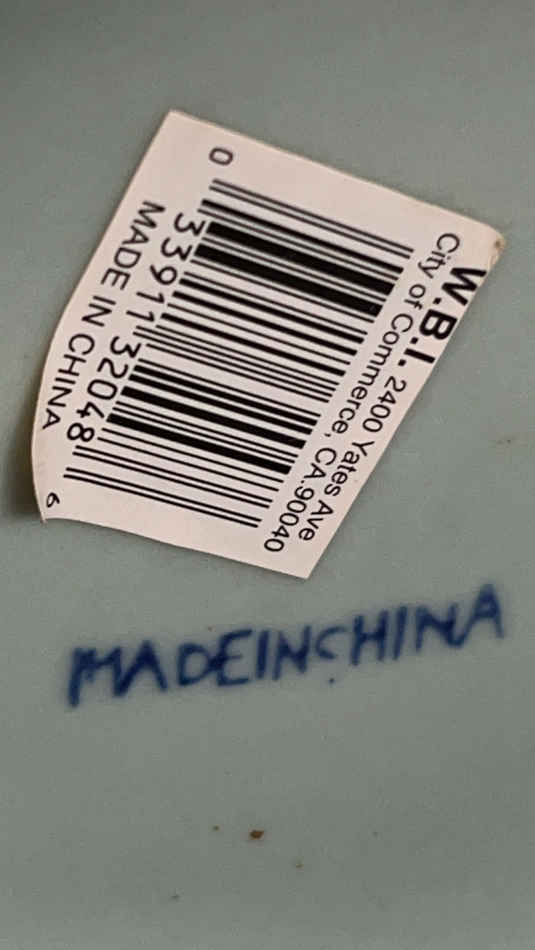 W.B.I. 2400 Yates Ave
City of Commerce, CA.90040
0 33911 32048 6
MADE IN CHINA
MADEINCHINA